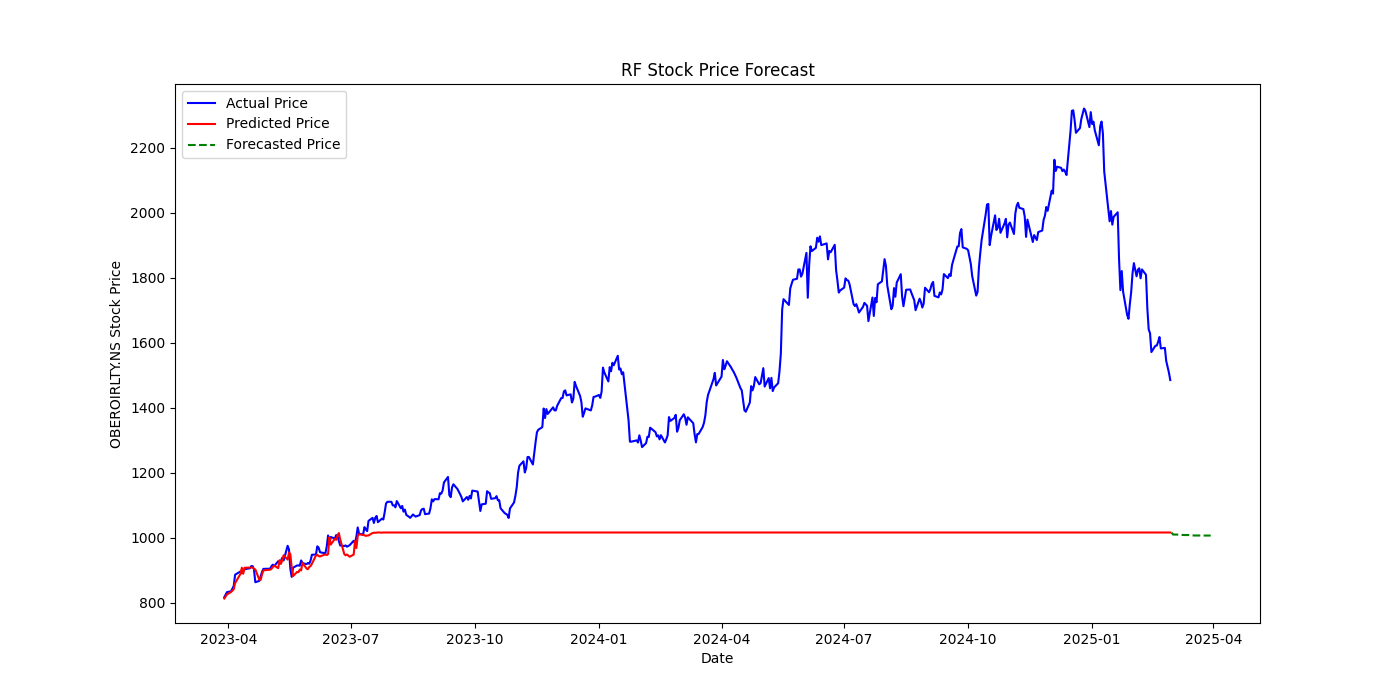 RF Stock Price Forecast
Actual Price
Predicted Price
Forecasted Price
OBEROIRLTY.NS Stock Price
2200
2000
1800
1600
1400
1200
1000
800
2023-04 2023-07 2023-10 2024-01 2024-04 2024-07 2024-10 2025-01 2025-04
Date